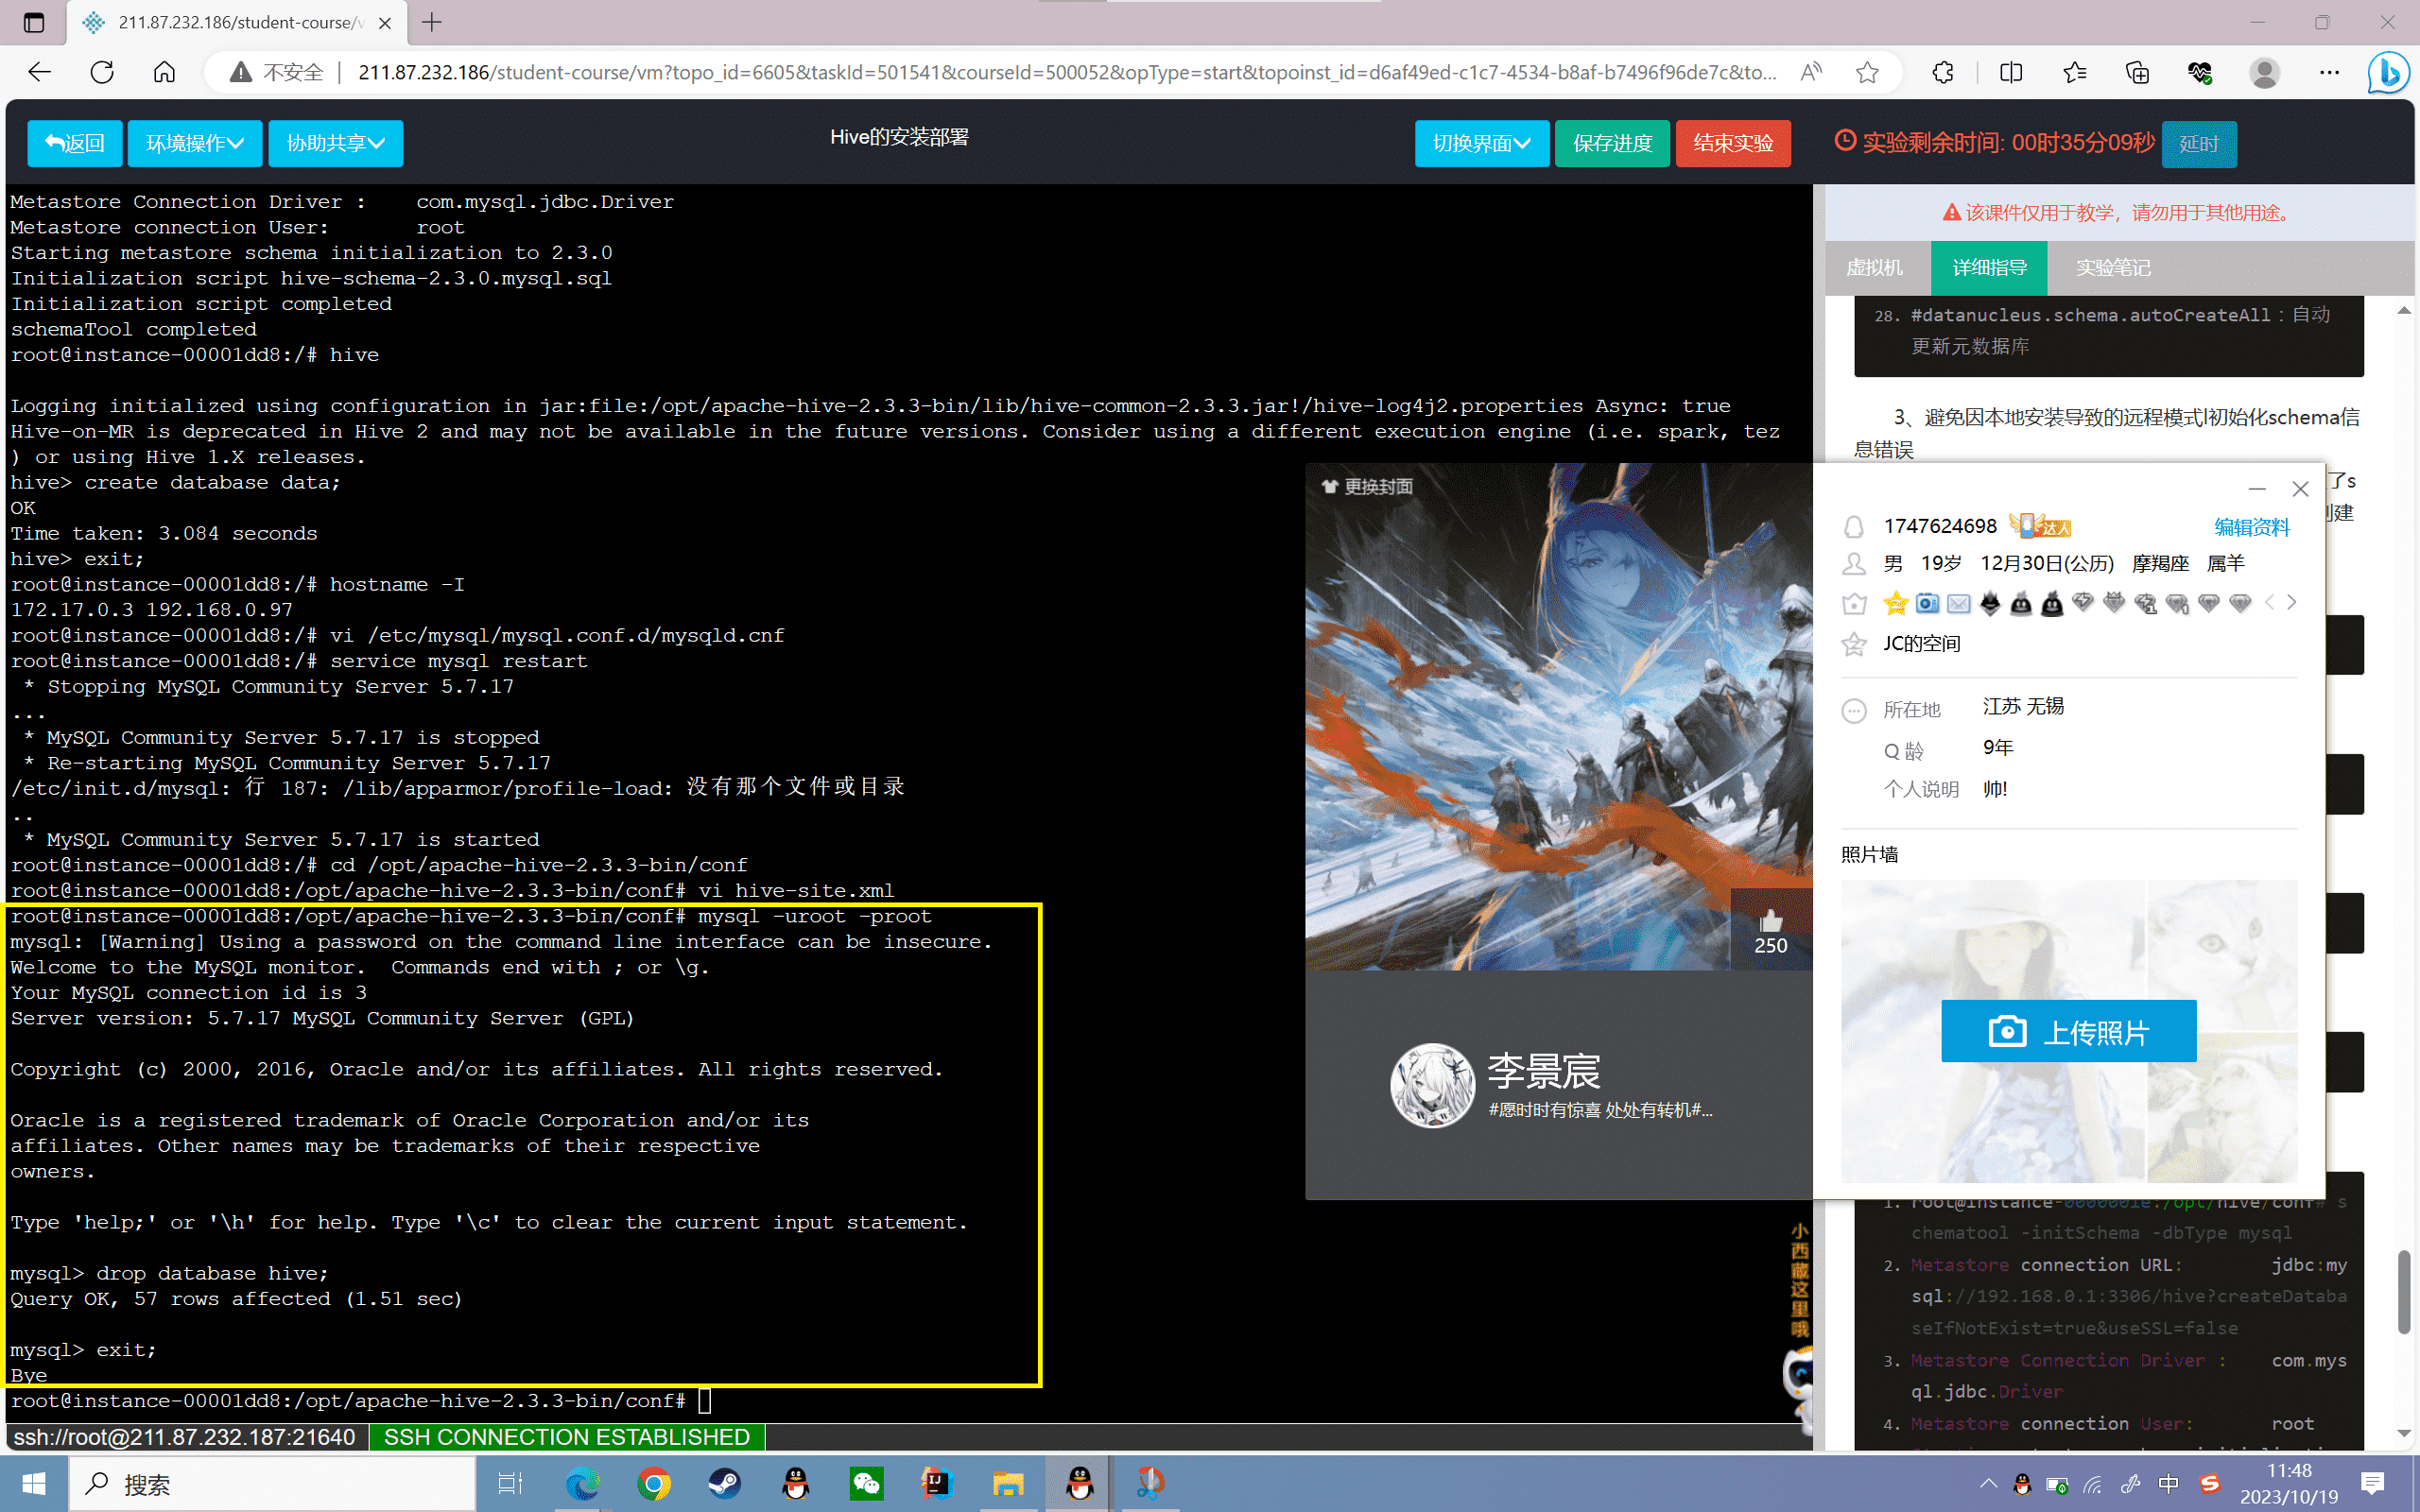 211.87.232.186/student-course/v
不安全 | 211.87.232.186/student-course/vm?topo_id=6605&taskId=501541&courseId=500052&opType=start&topoinst_id=d6af49ed-c1c7-4534-b8af-b7496f96de7c&to...
返回 环境操作 协助共享 Hive的安装部署 切换界面 保存进度 结束实验 实验剩余时间: 00时35分09秒 延时
Metastore Connection Driver :    com.mysql.jdbc.Driver
Metastore connection User:       root
Starting metastore schema initialization to 2.3.0
Initialization script hive-schema-2.3.0.mysql.sql
Initialization script completed
schemaTool completed
root@instance-00001dd8:/# hive
Logging initialized using configuration in jar:file:/opt/apache-hive-2.3.3-bin/lib/hive-common-2.3.3.jar!/hive-log4j2.properties Async: true
Hive-on-MR is deprecated in Hive 2 and may not be available in the future versions. Consider using a different execution engine (i.e. spark, tez
) or using Hive 1.X releases.
hive> create database data;
OK
Time taken: 3.084 seconds
hive> exit;
root@instance-00001dd8:/# hostname -I
172.17.0.3 192.168.0.97
root@instance-00001dd8:/# vi /etc/mysql/mysql.conf.d/mysqld.cnf
root@instance-00001dd8:/# service mysql restart
 * Stopping MySQL Community Server 5.7.17
...
 * MySQL Community Server 5.7.17 is stopped
 * Re-starting MySQL Community Server 5.7.17
/etc/init.d/mysql: 行 187: /lib/apparmor/profile-load: 没有那个文件或目录
..
 * MySQL Community Server 5.7.17 is started
root@instance-00001dd8:/# cd /opt/apache-hive-2.3.3-bin/conf
root@instance-00001dd8:/opt/apache-hive-2.3.3-bin/conf# vi hive-site.xml
root@instance-00001dd8:/opt/apache-hive-2.3.3-bin/conf# mysql -uroot -proot
mysql: [Warning] Using a password on the command line interface can be insecure.
Welcome to the MySQL monitor.  Commands end with ; or \g.
Your MySQL connection id is 3
Server version: 5.7.17 MySQL Community Server (GPL)
Copyright (c) 2000, 2016, Oracle and/or its affiliates. All rights reserved.
Oracle is a registered trademark of Oracle Corporation and/or its
affiliates. Other names may be trademarks of their respective
owners.
Type 'help;' or '\h' for help. Type '\c' to clear the current input statement.
mysql> drop database hive;
Query OK, 57 rows affected (1.51 sec)
mysql> exit;
Bye
root@instance-00001dd8:/opt/apache-hive-2.3.3-bin/conf#
ssh://root@211.87.232.187:21640 SSH CONNECTION ESTABLISHED
该课件仅用于教学，请勿用于其他用途。
虚拟机 详细指导 实验笔记
28. #datanucleus.schema.autoCreateAll：自动
更新元数据库
3、避免因本地安装导致的远程模式|初始化schema信
息错误
了s
创建
更换封面
250
李景宸
#愿时时有惊喜 处处有转机#...
1747624698 达人 编辑资料
男 19岁 12月30日(公历) 摩羯座 属羊
JC的空间
所在地 江苏 无锡
Q 龄 9年
个人说明 帅!
照片墙
上传照片
小西藏这里哦
1. root@instance-0000001e:/opt/hive/conf# s
chematool -initSchema -dbType mysql
2. Metastore connection URL:        jdbc:my
sql://192.168.0.1:3306/hive?createDataba
seIfNotExist=true&useSSL=false
3. Metastore Connection Driver :    com.mys
ql.jdbc.Driver
4. Metastore connection User:       root
搜索
中
11:48
2023/10/19